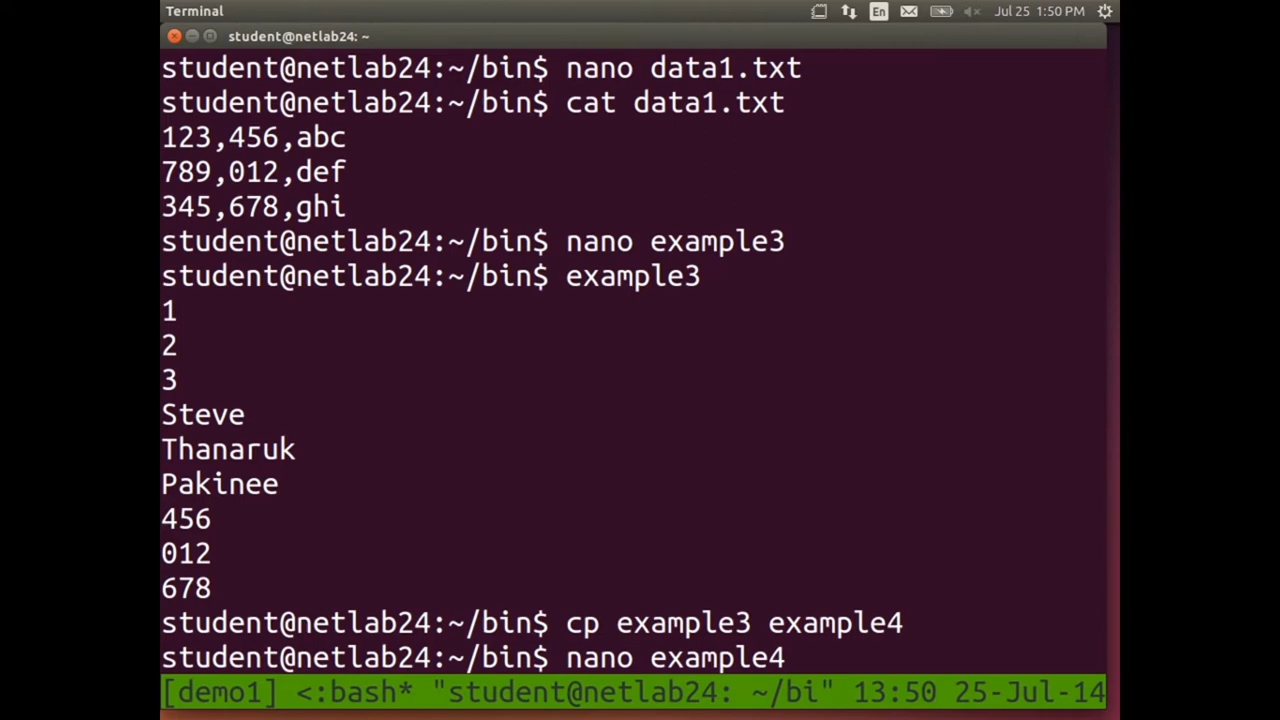 Terminal
En
Jul 25 1:50 PM
student@netlab24: ~
student@netlab24:~/bin$ nano data1.txt
student@netlab24:~/bin$ cat data1.txt
123,456,abc
789,012,def
345,678,ghi
student@netlab24:~/bin$ nano example3
student@netlab24:~/bin$ example3
1
2
3
Steve
Thanaruk
Pakinee
456
012
678
student@netlab24:~/bin$ cp example3 example4
student@netlab24:~/bin$ nano example4
[demo1] <:bash* "student@netlab24: ~/bi" 13:50 25-Jul-14